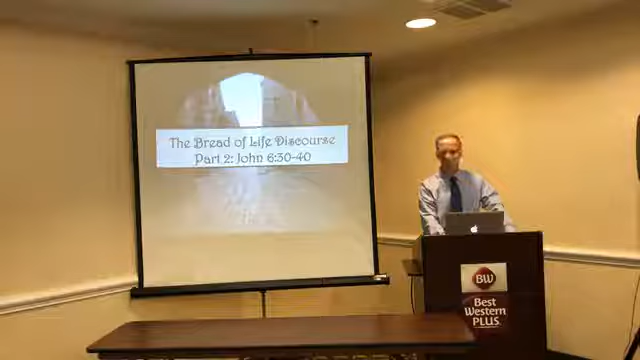 The Bread of Life Discourse
Part 2: John 6:30-40
BW
Best
Western
PLUS.